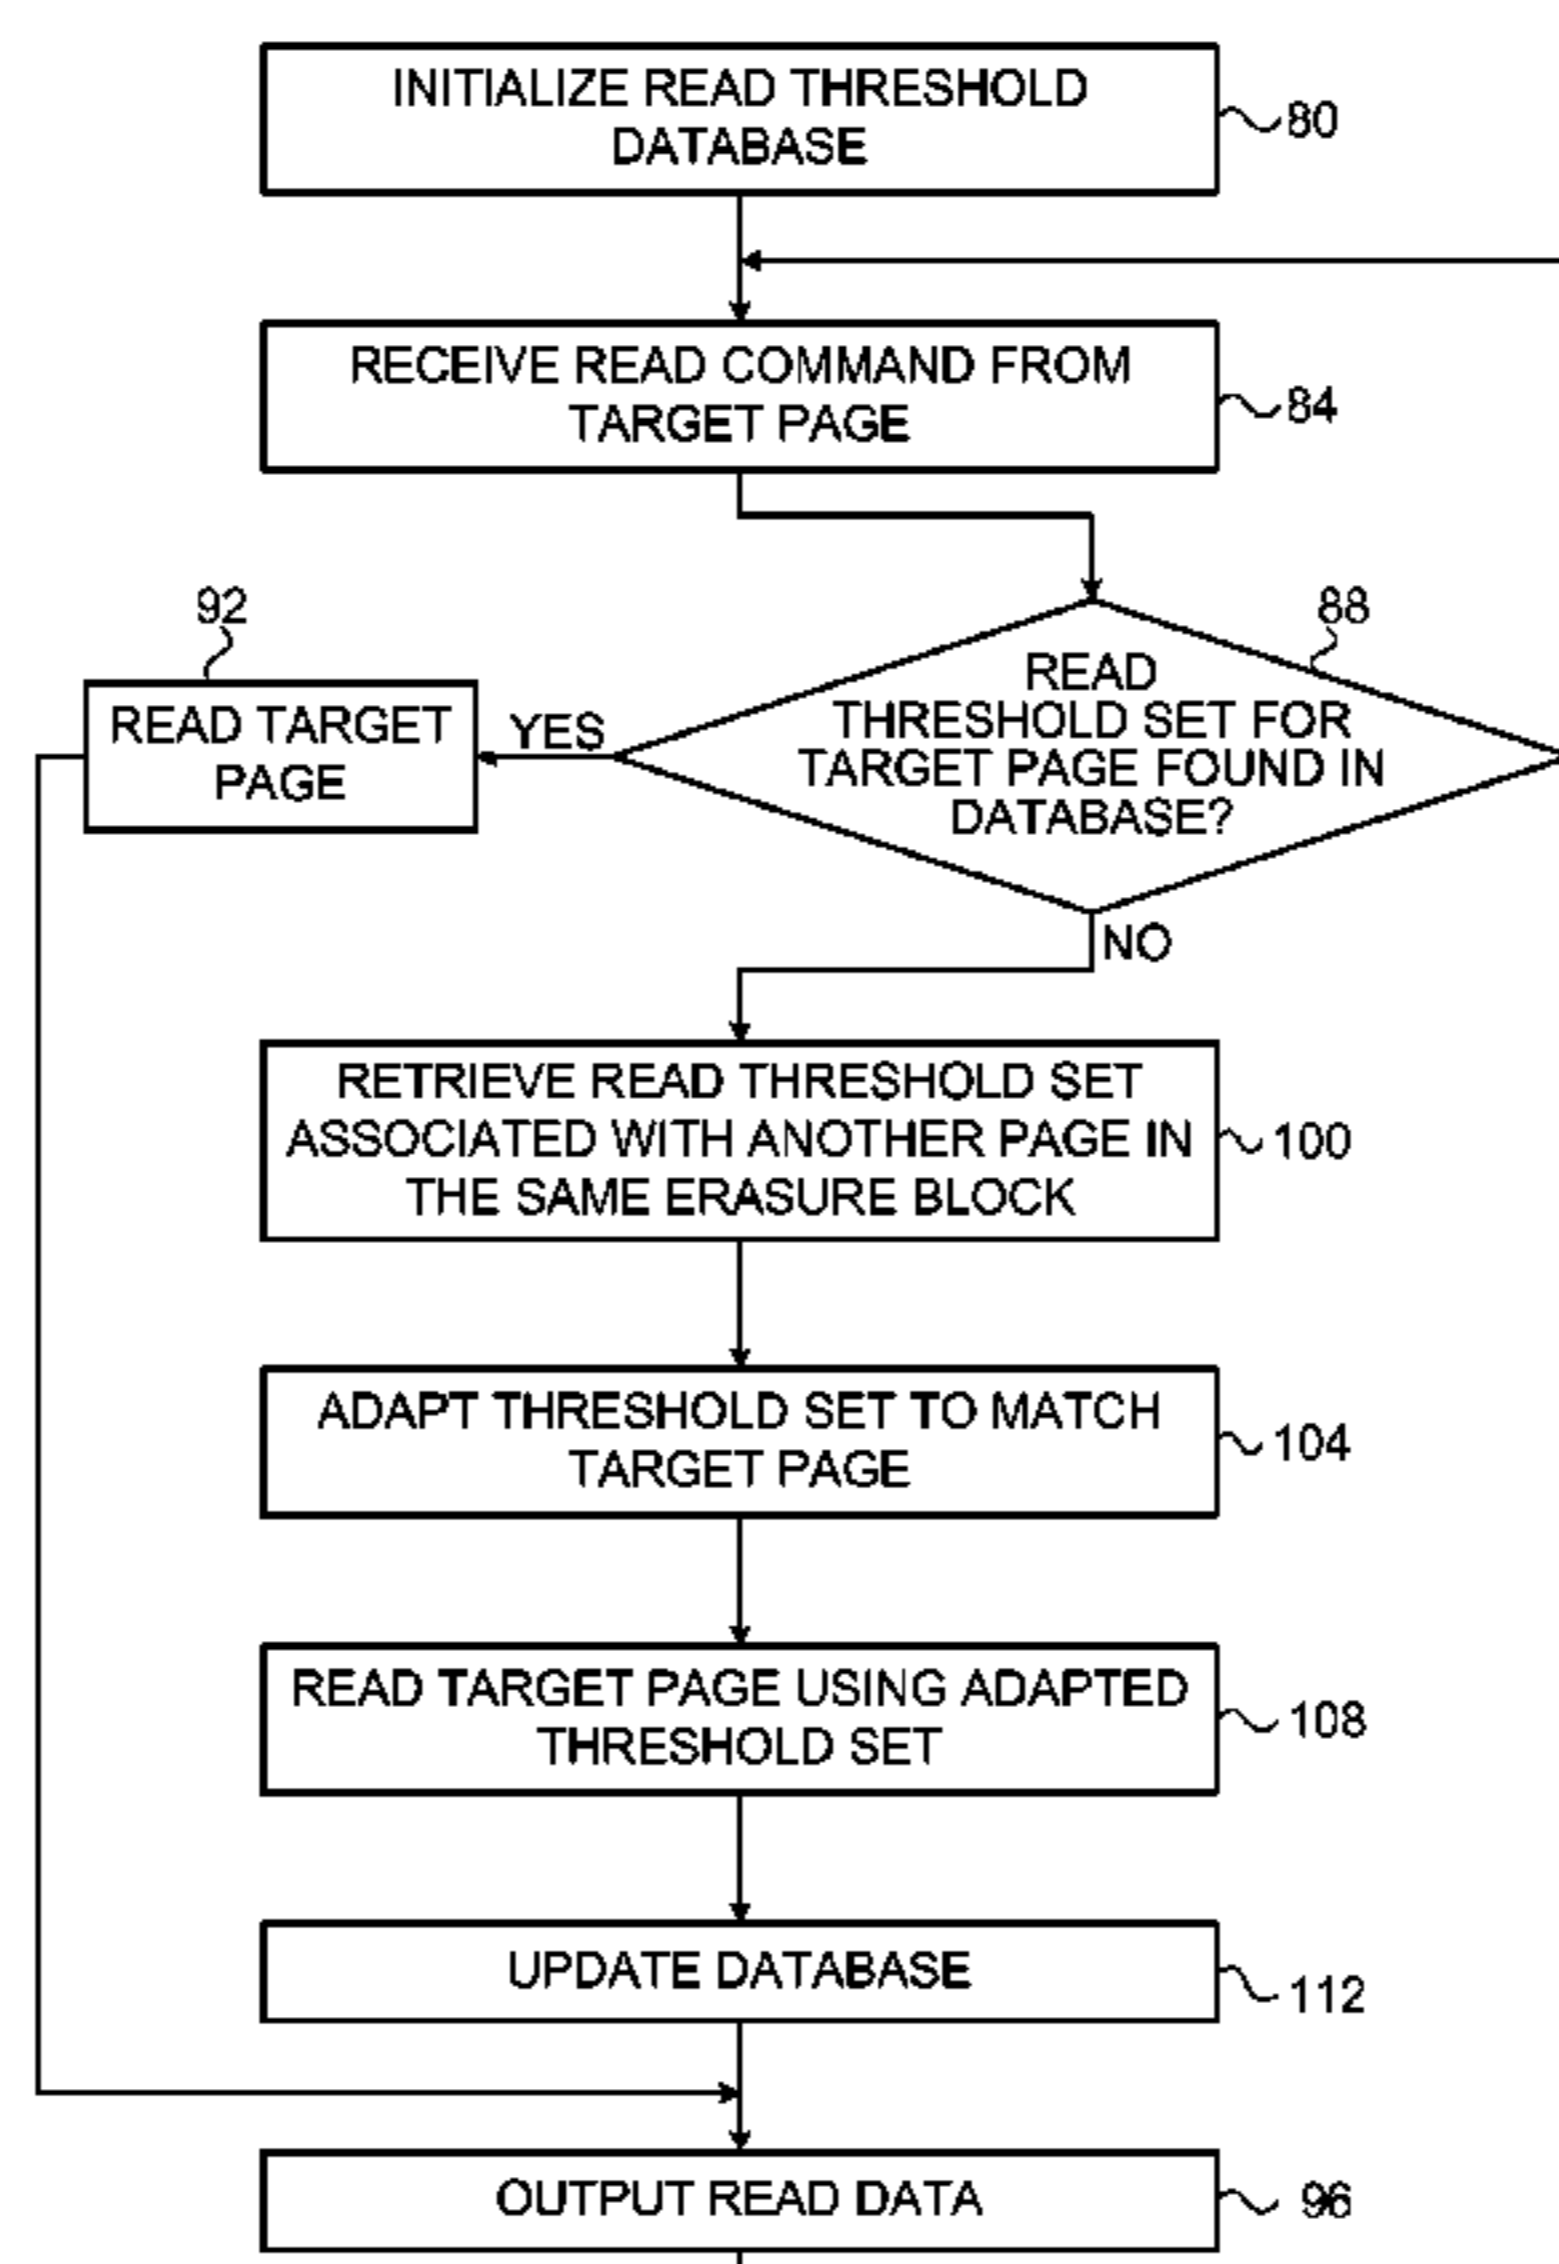 INITIALIZE READ THRESHOLD
DATABASE
80
RECEIVE READ COMMAND FROM
TARGET PAGE
84
92
88
READ TARGET
PAGE
YES
READ
THRESHOLD SET FOR
TARGET PAGE FOUND IN
DATABASE?
NO
RETRIEVE READ THRESHOLD SET
ASSOCIATED WITH ANOTHER PAGE IN
THE SAME ERASURE BLOCK
100
ADAPT THRESHOLD SET TO MATCH
TARGET PAGE
104
READ TARGET PAGE USING ADAPTED
THRESHOLD SET
108
UPDATE DATABASE
112
OUTPUT READ DATA
96